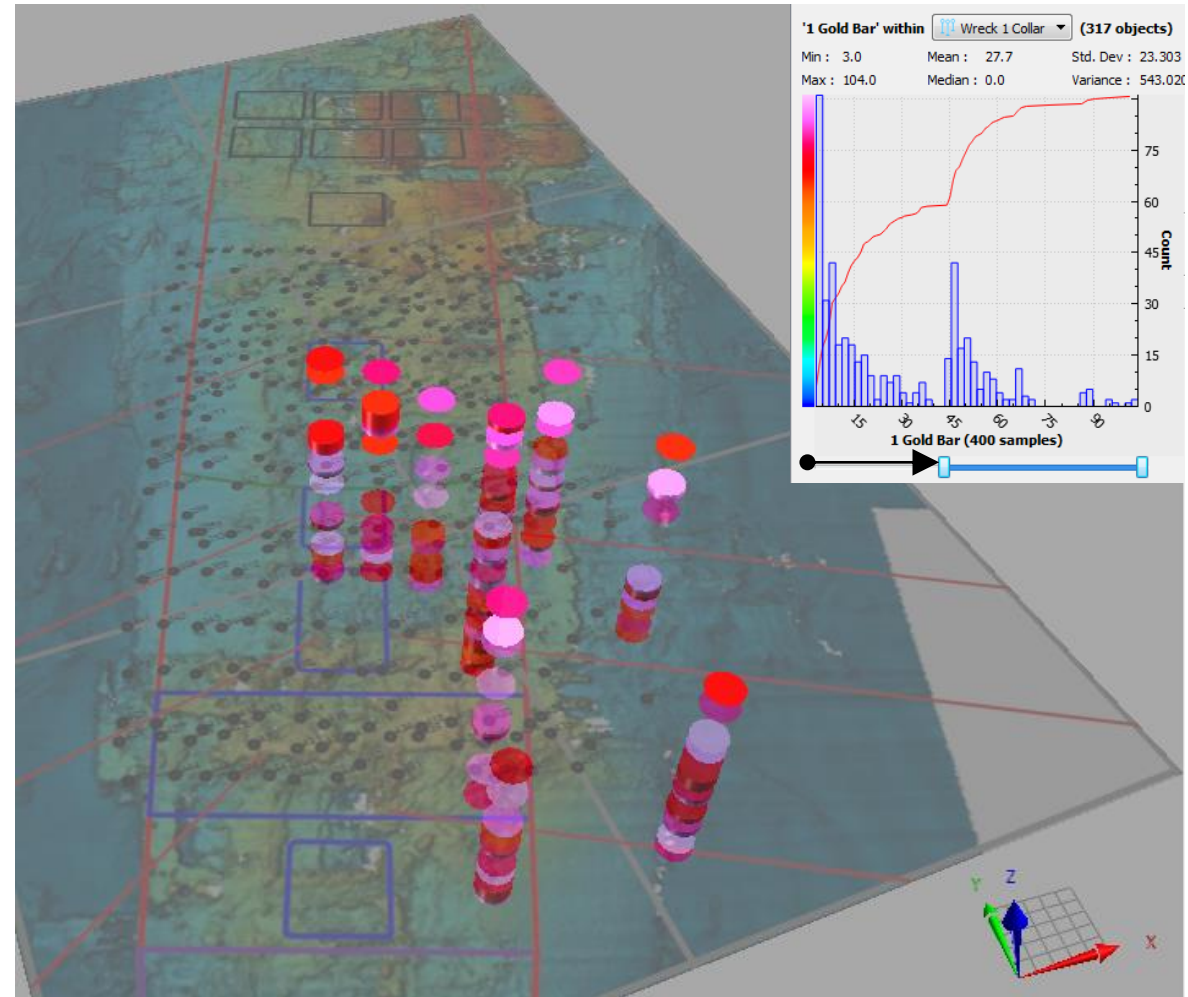 '1 Gold Bar' within Wreck 1 Collar (317 objects)
Min : 3.0 Mean : 27.7 Std. Dev : 23.303
Max : 104.0 Median : 0.0 Variance : 543.020
75
60
45
30
15
0
Count
15 30 45 60 75 90
1 Gold Bar (400 samples)
Y Z X